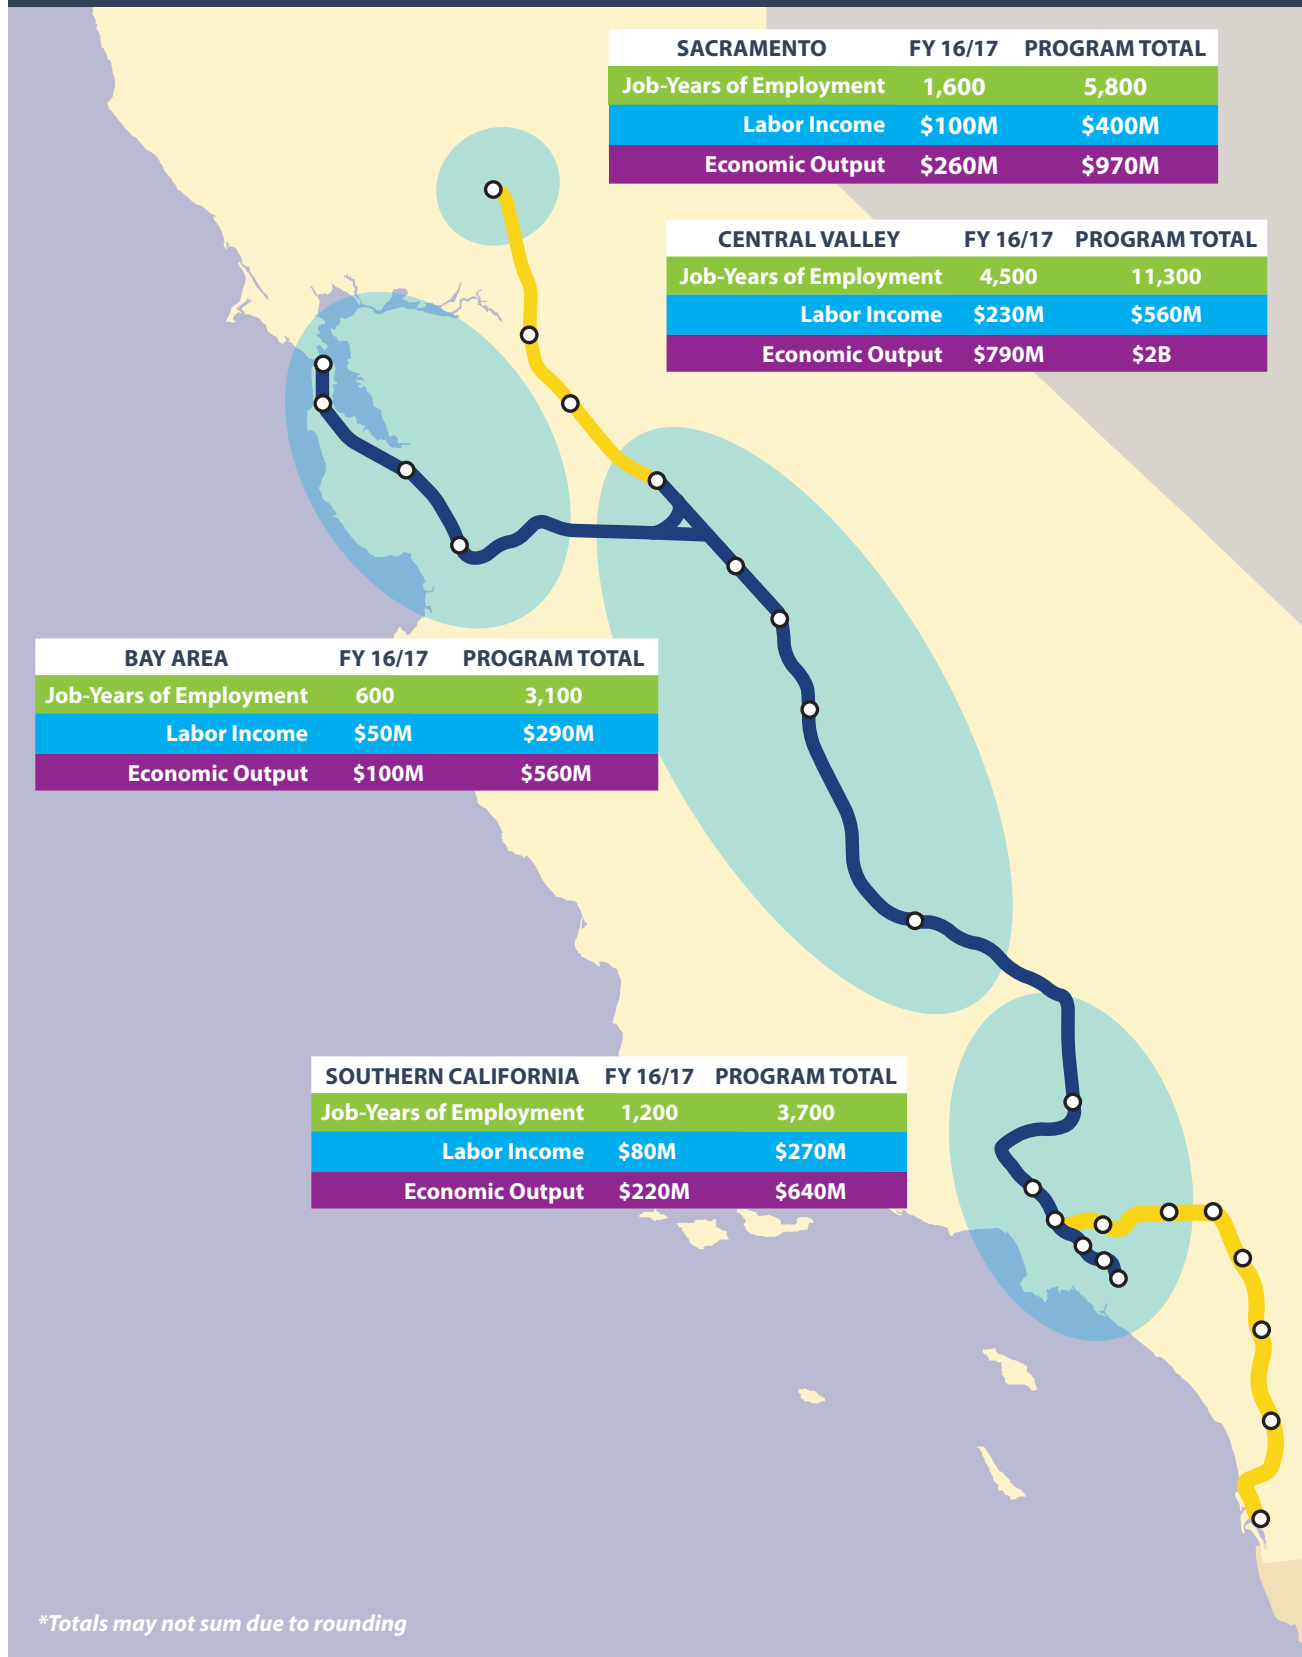 SACRAMENTO FY 16/17 PROGRAM TOTAL
Job-Years of Employment 1,600 5,800
Labor Income $100M $400M
Economic Output $260M $970M
CENTRAL VALLEY FY 16/17 PROGRAM TOTAL
Job-Years of Employment 4,500 11,300
Labor Income $230M $560M
Economic Output $790M $2B
BAY AREA FY 16/17 PROGRAM TOTAL
Job-Years of Employment 600 3,100
Labor Income $50M $290M
Economic Output $100M $560M
SOUTHERN CALIFORNIA FY 16/17 PROGRAM TOTAL
Job-Years of Employment 1,200 3,700
Labor Income $80M $270M
Economic Output $220M $640M
*Totals may not sum due to rounding